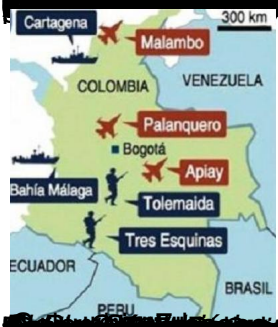 Cartagena
300 km
Malambo
COLOMBIA
VENEZUELA
Palanquero
Bogotá
Apiay
Bahía Málaga
Tolemaida
Tres Esquinas
ECUADOR
BRASIL
PERU